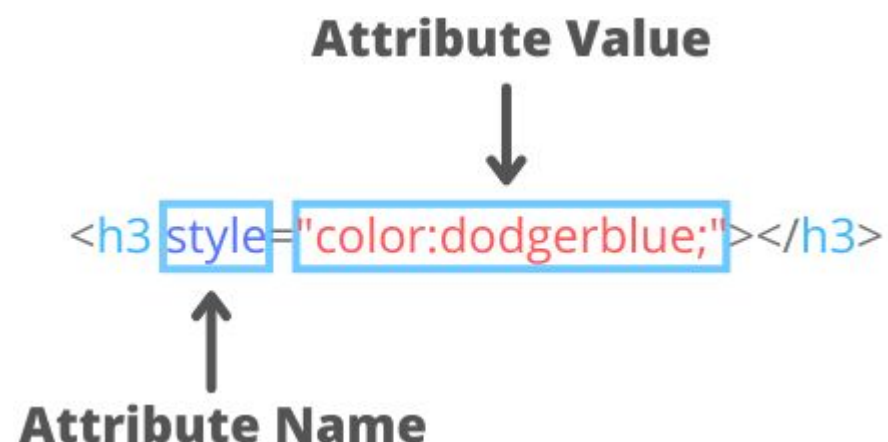 Attribute Value
<h3 style="color:dodgerblue;"></h3>
Attribute Name